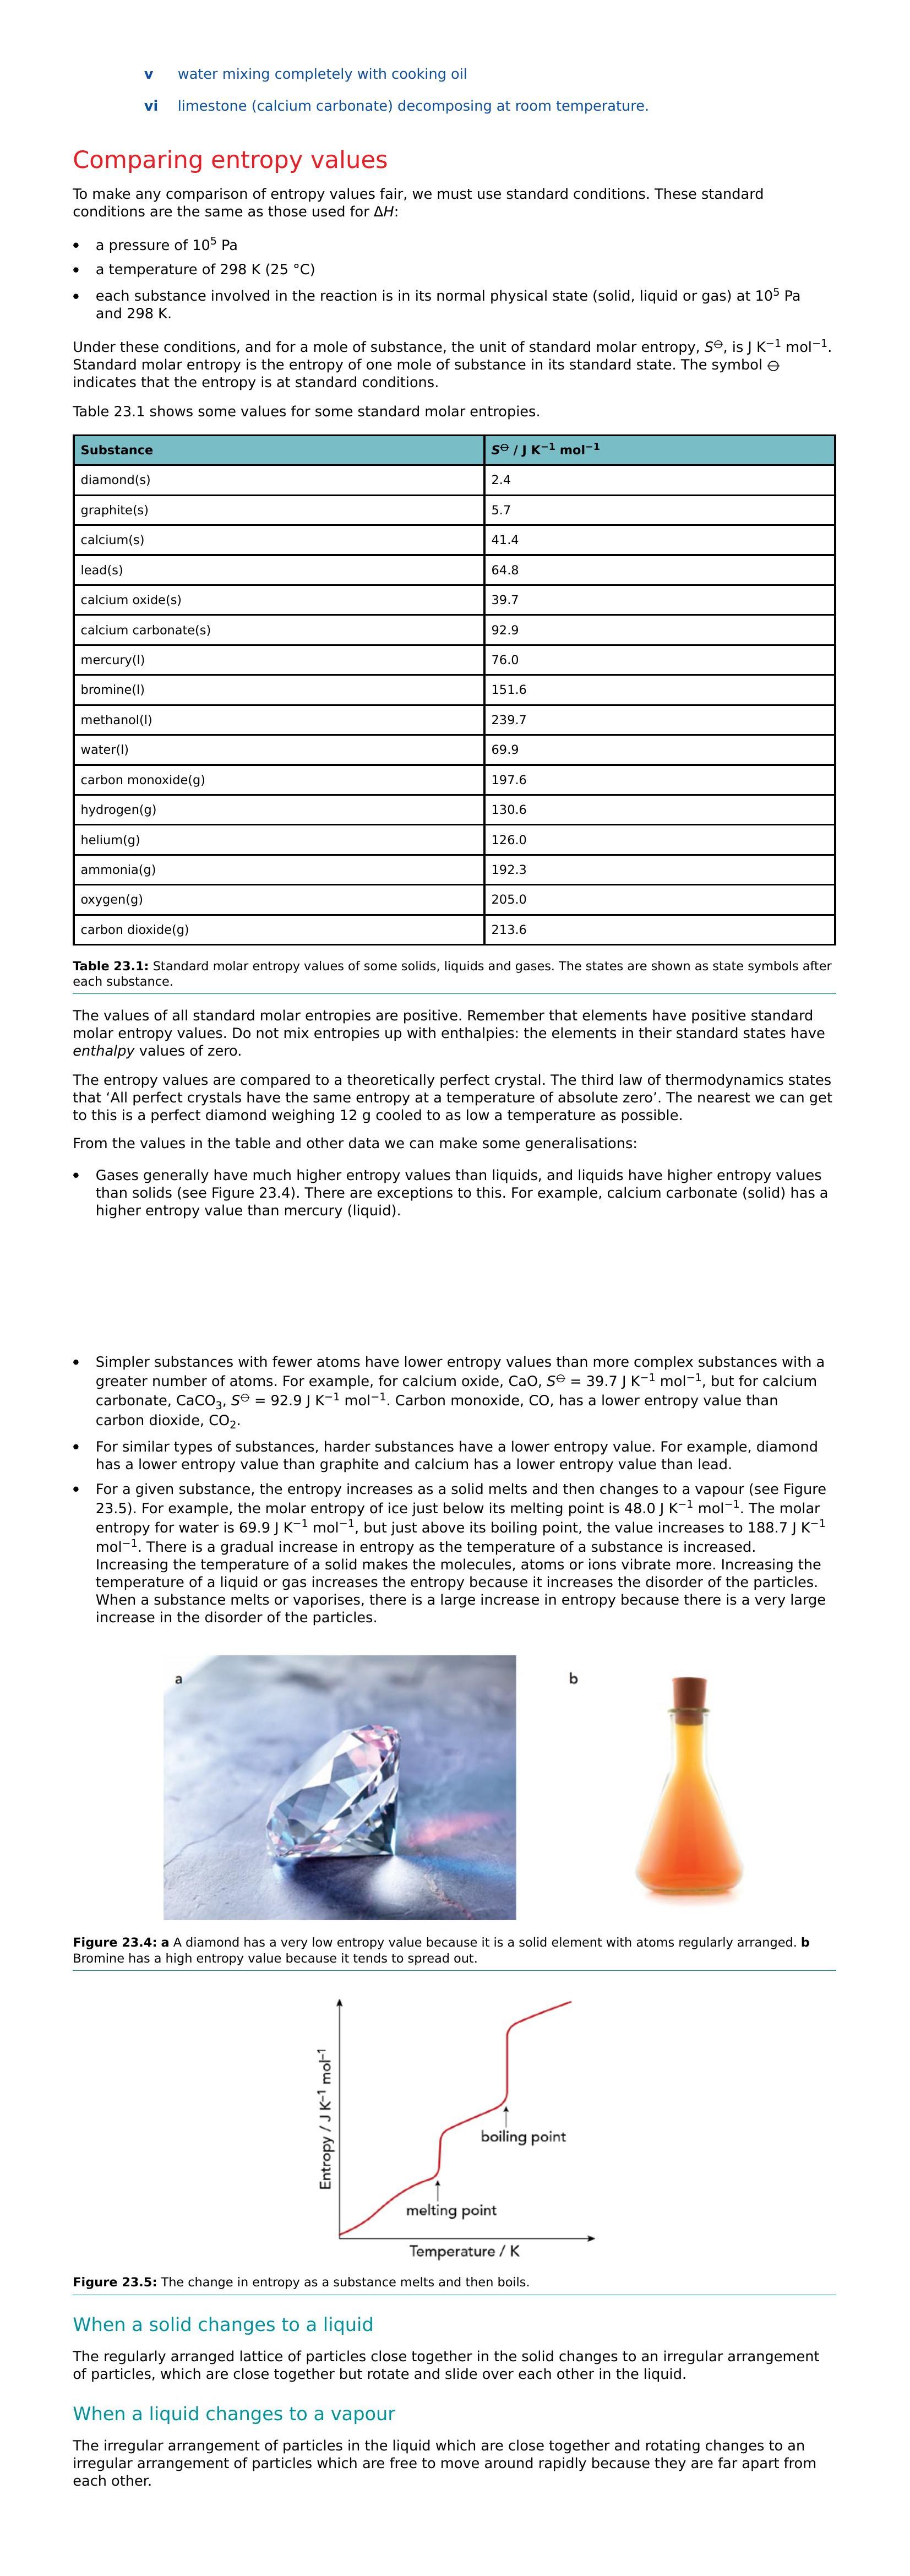 v water mixing completely with cooking oil
vi limestone (calcium carbonate) decomposing at room temperature.
Comparing entropy values
To make any comparison of entropy values fair, we must use standard conditions. These standard
conditions are the same as those used for ΔH:
• a pressure of 10⁵ Pa
• a temperature of 298 K (25 °C)
• each substance involved in the reaction is in its normal physical state (solid, liquid or gas) at 10⁵ Pa
and 298 K.
Under these conditions, and for a mole of substance, the unit of standard molar entropy, S⊖, is J K⁻¹ mol⁻¹.
Standard molar entropy is the entropy of one mole of substance in its standard state. The symbol ⊖
indicates that the entropy is at standard conditions.
Table 23.1 shows some values for some standard molar entropies.
Substance S⊖ / J K⁻¹ mol⁻¹
diamond(s) 2.4
graphite(s) 5.7
calcium(s) 41.4
lead(s) 64.8
calcium oxide(s) 39.7
calcium carbonate(s) 92.9
mercury(l) 76.0
bromine(l) 151.6
methanol(l) 239.7
water(l) 69.9
carbon monoxide(g) 197.6
hydrogen(g) 130.6
helium(g) 126.0
ammonia(g) 192.3
oxygen(g) 205.0
carbon dioxide(g) 213.6
Table 23.1: Standard molar entropy values of some solids, liquids and gases. The states are shown as state symbols after
each substance.
The values of all standard molar entropies are positive. Remember that elements have positive standard
molar entropy values. Do not mix entropies up with enthalpies: the elements in their standard states have
enthalpy values of zero.
The entropy values are compared to a theoretically perfect crystal. The third law of thermodynamics states
that ‘All perfect crystals have the same entropy at a temperature of absolute zero’. The nearest we can get
to this is a perfect diamond weighing 12 g cooled to as low a temperature as possible.
From the values in the table and other data we can make some generalisations:
• Gases generally have much higher entropy values than liquids, and liquids have higher entropy values
than solids (see Figure 23.4). There are exceptions to this. For example, calcium carbonate (solid) has a
higher entropy value than mercury (liquid).
• Simpler substances with fewer atoms have lower entropy values than more complex substances with a
greater number of atoms. For example, for calcium oxide, CaO, S⊖ = 39.7 J K⁻¹ mol⁻¹, but for calcium
carbonate, CaCO₃, S⊖ = 92.9 J K⁻¹ mol⁻¹. Carbon monoxide, CO, has a lower entropy value than
carbon dioxide, CO₂.
• For similar types of substances, harder substances have a lower entropy value. For example, diamond
has a lower entropy value than graphite and calcium has a lower entropy value than lead.
• For a given substance, the entropy increases as a solid melts and then changes to a vapour (see Figure
23.5). For example, the molar entropy of ice just below its melting point is 48.0 J K⁻¹ mol⁻¹. The molar
entropy for water is 69.9 J K⁻¹ mol⁻¹, but just above its boiling point, the value increases to 188.7 J K⁻¹
mol⁻¹. There is a gradual increase in entropy as the temperature of a substance is increased.
Increasing the temperature of a solid makes the molecules, atoms or ions vibrate more. Increasing the
temperature of a liquid or gas increases the entropy because it increases the disorder of the particles.
When a substance melts or vaporises, there is a large increase in entropy because there is a very large
increase in the disorder of the particles.
a
b
Figure 23.4: a A diamond has a very low entropy value because it is a solid element with atoms regularly arranged. b
Bromine has a high entropy value because it tends to spread out.
Entropy / J K⁻¹ mol⁻¹
boiling point
melting point
Temperature / K
Figure 23.5: The change in entropy as a substance melts and then boils.
When a solid changes to a liquid
The regularly arranged lattice of particles close together in the solid changes to an irregular arrangement
of particles, which are close together but rotate and slide over each other in the liquid.
When a liquid changes to a vapour
The irregular arrangement of particles in the liquid which are close together and rotating changes to an
irregular arrangement of particles which are free to move around rapidly because they are far apart from
each other.